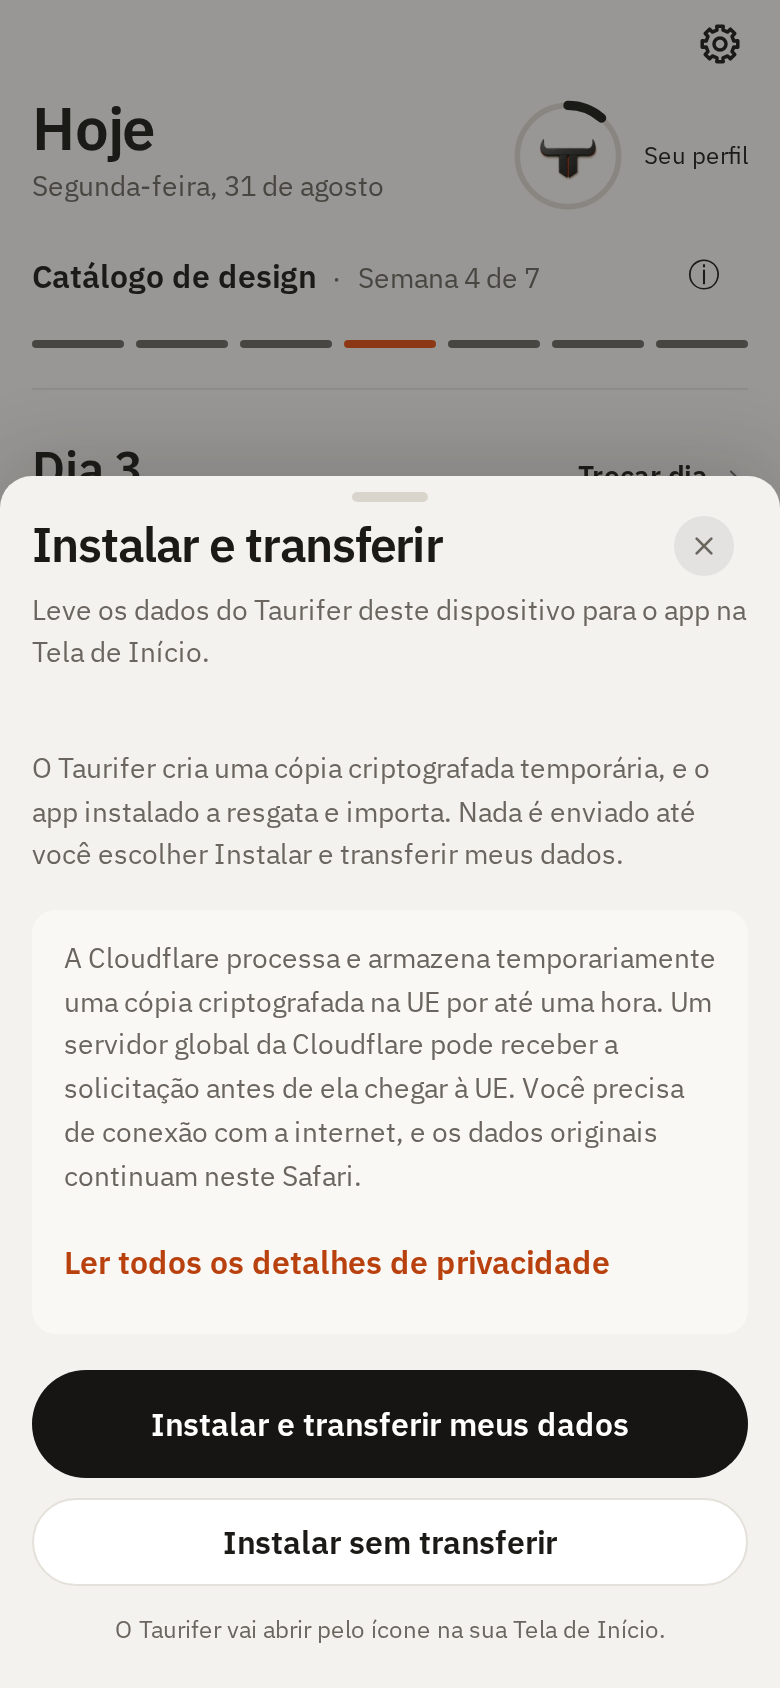 Hoje
Segunda-feira, 31 de agosto
Seu perfil
Catálogo de design · Semana 4 de 7
Dia 3
Trocar dia
Instalar e transferir
Leve os dados do Taurifer deste dispositivo para o app na
Tela de Início.
O Taurifer cria uma cópia criptografada temporária, e o
app instalado a resgata e importa. Nada é enviado até
você escolher Instalar e transferir meus dados.
A Cloudflare processa e armazena temporariamente
uma cópia criptografada na UE por até uma hora. Um
servidor global da Cloudflare pode receber a
solicitação antes de ela chegar à UE. Você precisa
de conexão com a internet, e os dados originais
continuam neste Safari.
Ler todos os detalhes de privacidade
Instalar e transferir meus dados
Instalar sem transferir
O Taurifer vai abrir pelo ícone na sua Tela de Início.